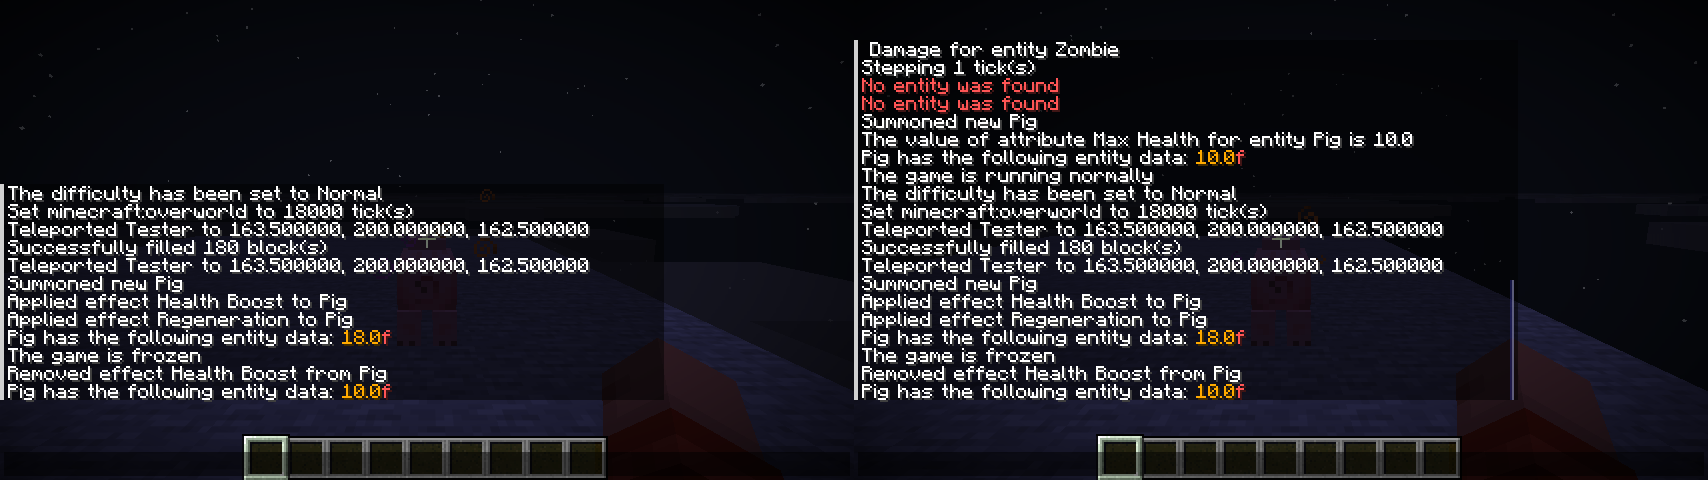 The difficulty has been set to Normal
Set minecraft:overworld to 18000 tick(s)
Teleported Tester to 163.500000, 200.000000, 162.500000
Successfully filled 180 block(s)
Teleported Tester to 163.500000, 200.000000, 162.500000
Summoned new Pig
Applied effect Health Boost to Pig
Applied effect Regeneration to Pig
Pig has the following entity data: 18.0f
The game is frozen
Removed effect Health Boost from Pig
Pig has the following entity data: 10.0f
Damage for entity Zombie
Stepping 1 tick(s)
No entity was found
No entity was found
Summoned new Pig
The value of attribute Max Health for entity Pig is 10.0
Pig has the following entity data: 10.0f
The game is running normally
The difficulty has been set to Normal
Set minecraft:overworld to 18000 tick(s)
Teleported Tester to 163.500000, 200.000000, 162.500000
Successfully filled 180 block(s)
Teleported Tester to 163.500000, 200.000000, 162.500000
Summoned new Pig
Applied effect Health Boost to Pig
Applied effect Regeneration to Pig
Pig has the following entity data: 18.0f
The game is frozen
Removed effect Health Boost from Pig
Pig has the following entity data: 10.0f